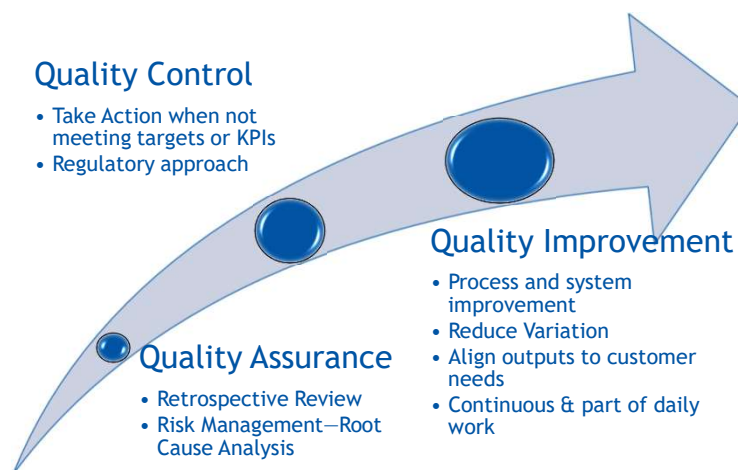 Quality Control
• Take Action when not
meeting targets or KPIs
• Regulatory approach
Quality Assurance
• Retrospective Review
• Risk Management—Root
Cause Analysis
Quality Improvement
• Process and system
improvement
• Reduce Variation
• Align outputs to customer
needs
• Continuous & part of daily
work